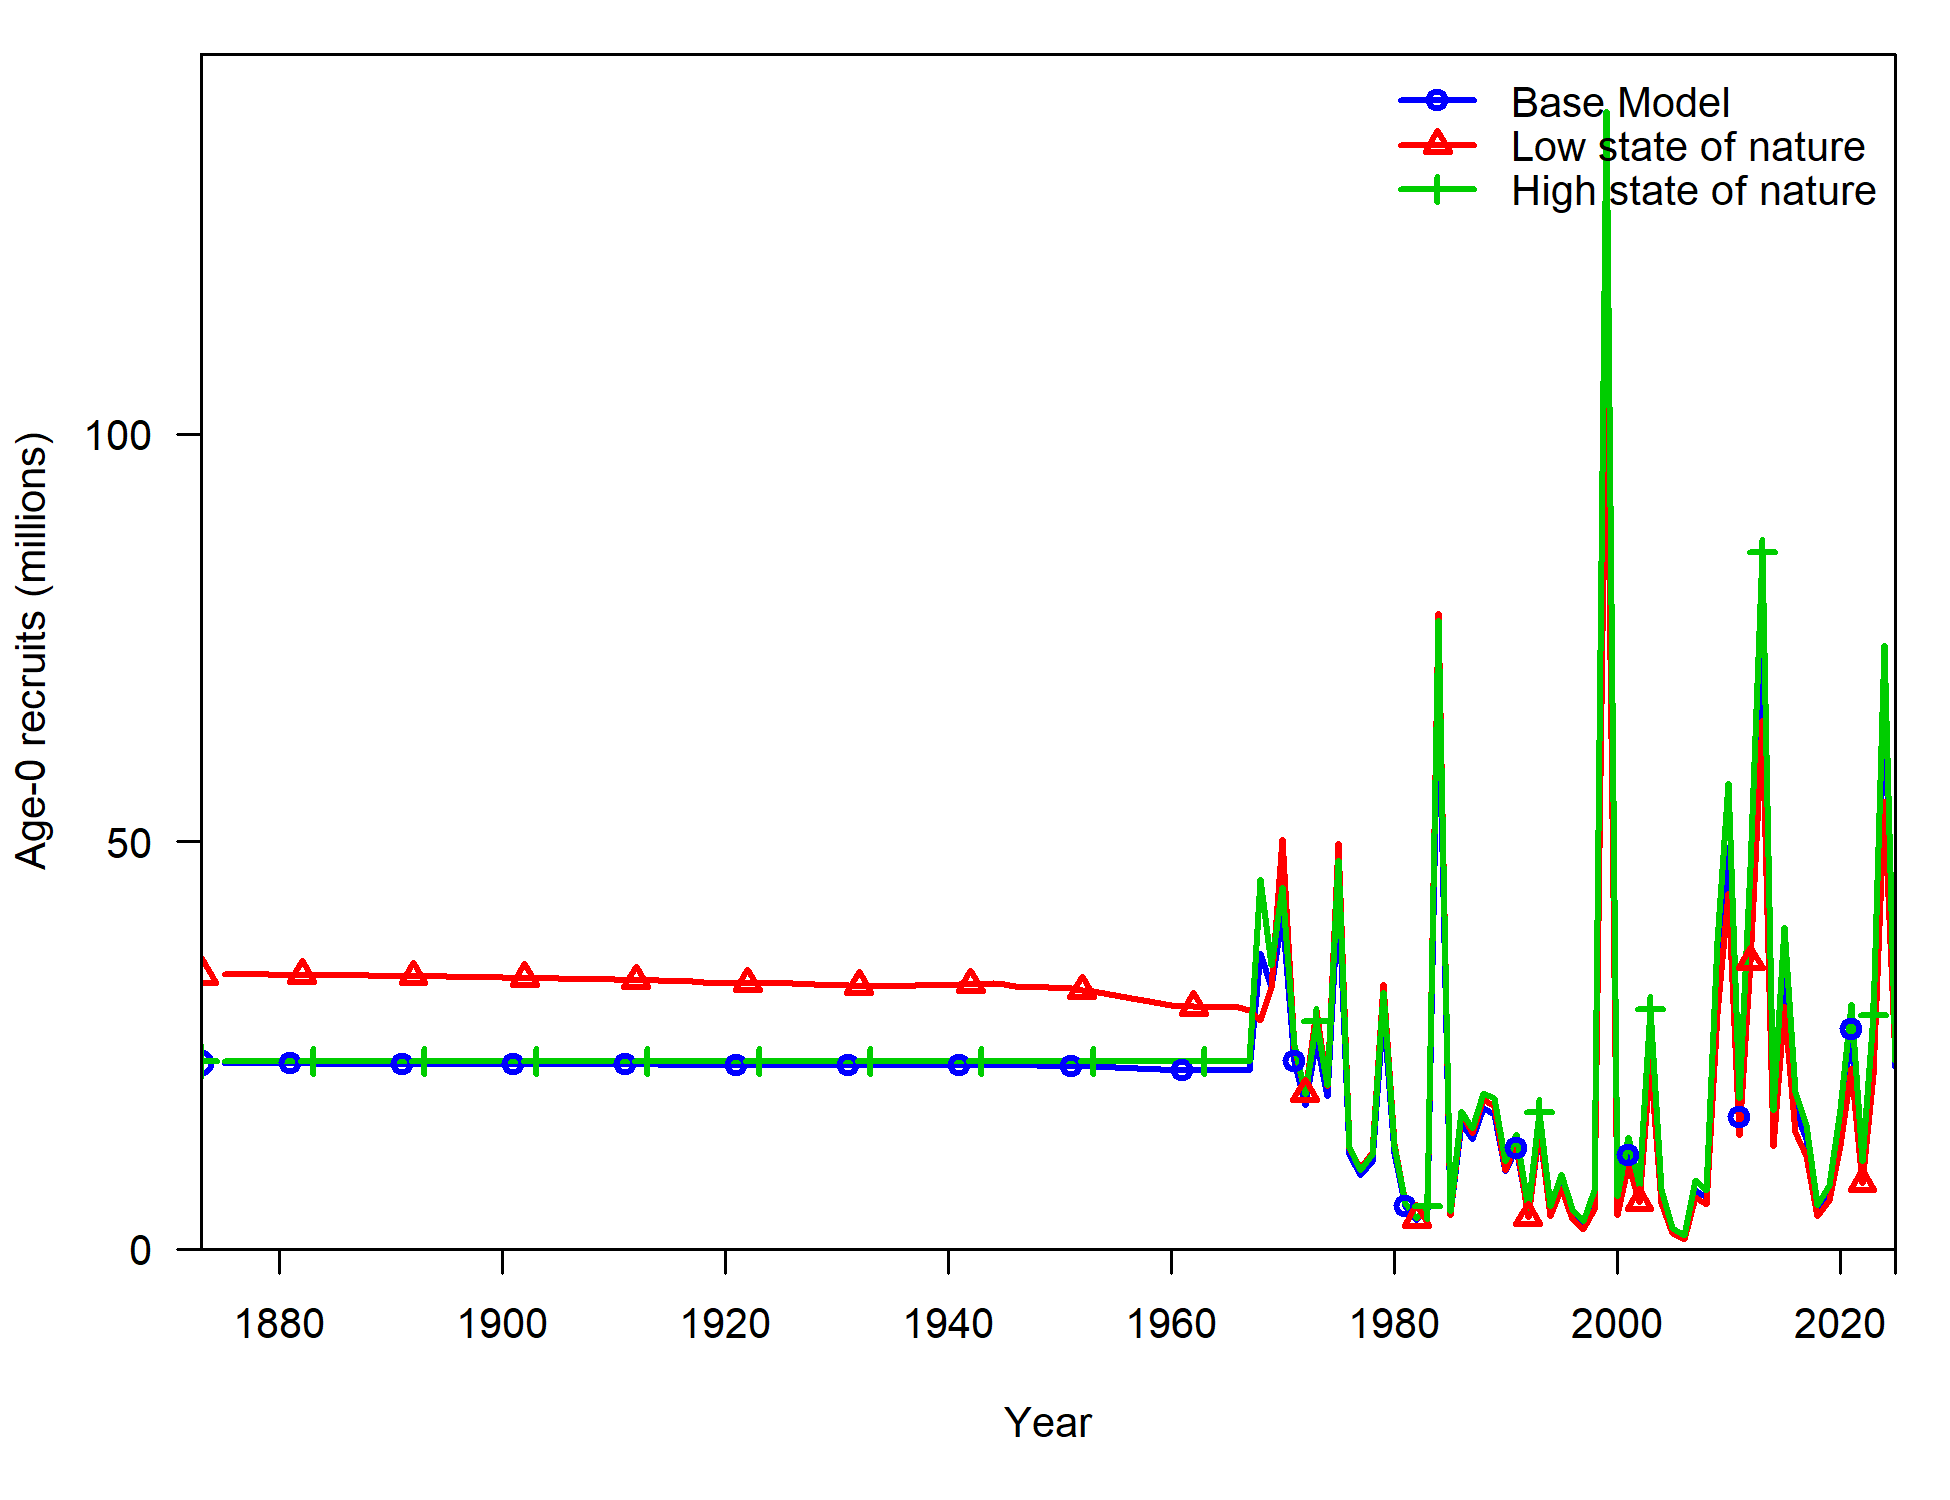 Base Model
Low state of nature
High state of nature
Age-0 recruits (millions)
100
50
0
1880 1900 1920 1940 1960 1980 2000 2020
Year